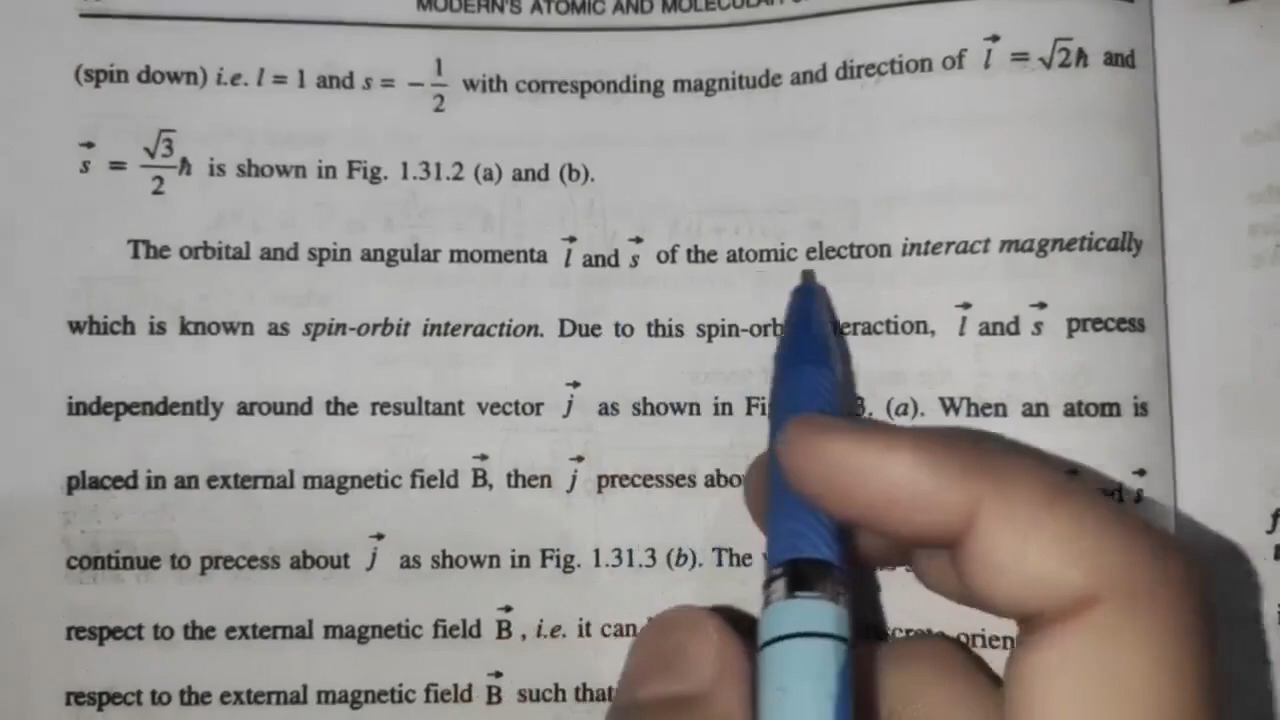 MODERN'S ATOMIC AND
(spin down) i.e. l = 1 and s = −1/2 with corresponding magnitude and direction of l⃗ = √2ħ and
s⃗ = √3/2 ħ is shown in Fig. 1.31.2 (a) and (b).
The orbital and spin angular momenta l⃗ and s⃗ of the atomic electron interact magnetically
which is known as spin-orbit interaction. Due to this spin-orb eraction, l⃗ and s⃗ precess
independently around the resultant vector j⃗ as shown in 3. (a). When an atom is
placed in an external magnetic field B⃗, then j⃗ precesses s⃗
continue to precess about j⃗ as shown in Fig. 1.31.3 (b). The
respect to the external magnetic field B⃗, i.e. it can orien
respect to the external magnetic field B⃗ such that